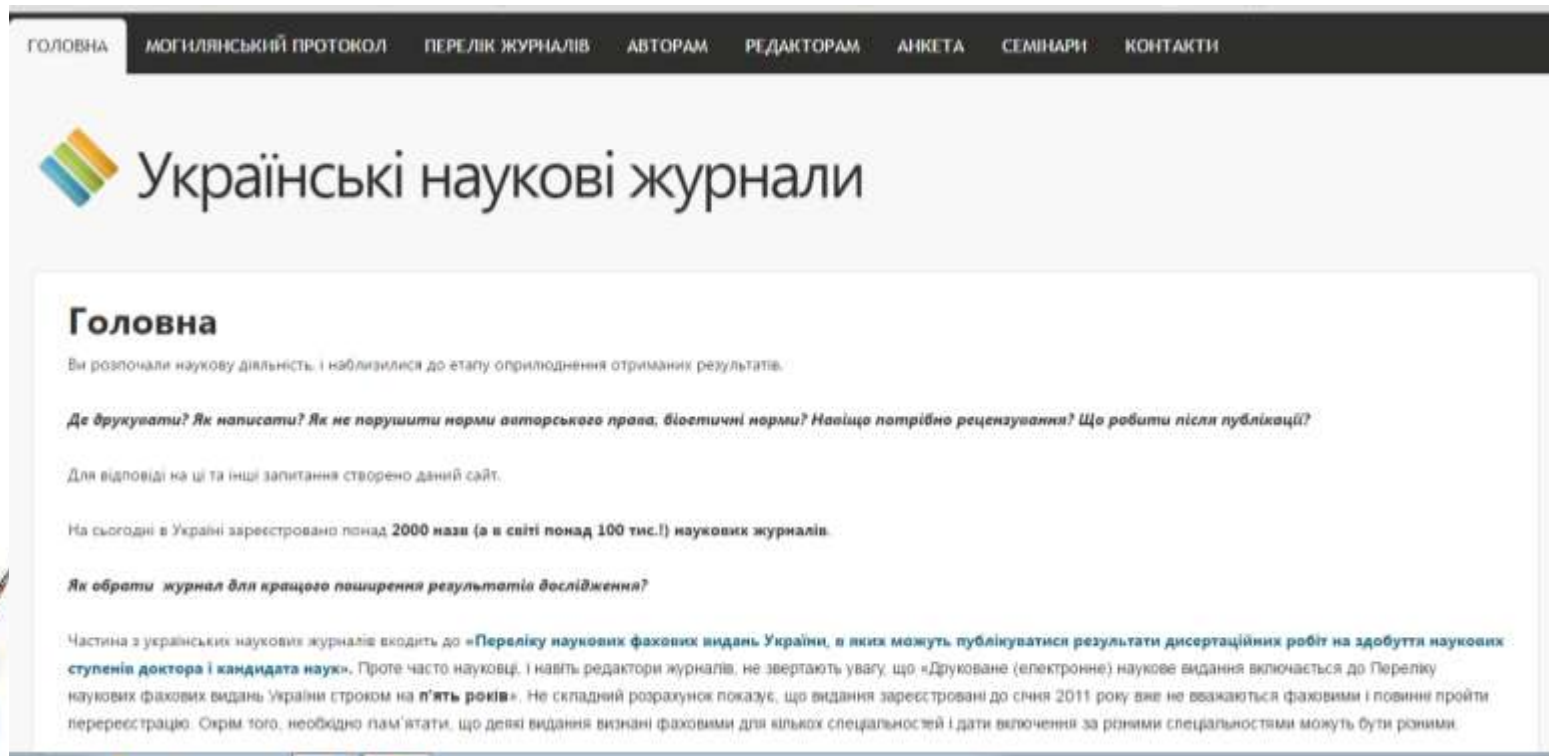 ГОЛОВНА МОГИЛЯНСЬКИЙ ПРОТОКОЛ ПЕРЕЛІК ЖУРНАЛІВ АВТОРАМ РЕДАКТОРАМ АНКЕТА СЕМІНАРИ КОНТАКТИ
Українські наукові журнали
Головна
Ви розпочали наукову діяльність, і наблизилися до етапу оприлюднення отриманих результатів.
Де друкувати? Як написати? Як не порушити норми авторського права, біоетичні норми? Навіщо потрібно рецензування? Що робити після публікації?
Для відповіді на ці та інші запитання створено даний сайт.
На сьогодні в Україні зареєстровано понад 2000 назв (а в світі понад 100 тис.!) наукових журналів.
Як обрати журнал для кращого поширення результатів дослідження?
Частина з українських наукових журналів входить до «Переліку наукових фахових видань України, в яких можуть публікуватися результати дисертаційних робіт на здобуття наукових
ступенів доктора і кандидата наук». Проте часто науковці, і навіть редактори журналів, не звертають увагу, що «Друковане (електронне) наукове видання включається до Переліку
наукових фахових видань України строком на п'ять років». Не складний розрахунок показує, що видання зареєстровані до січня 2011 року вже не вважаються фаховими і повинні пройти
перереєстрацію. Окрім того, необхідно пам'ятати, що деякі видання визнані фаховими для кількох спеціальностей і дати включення за різними спеціальностями можуть бути різними.